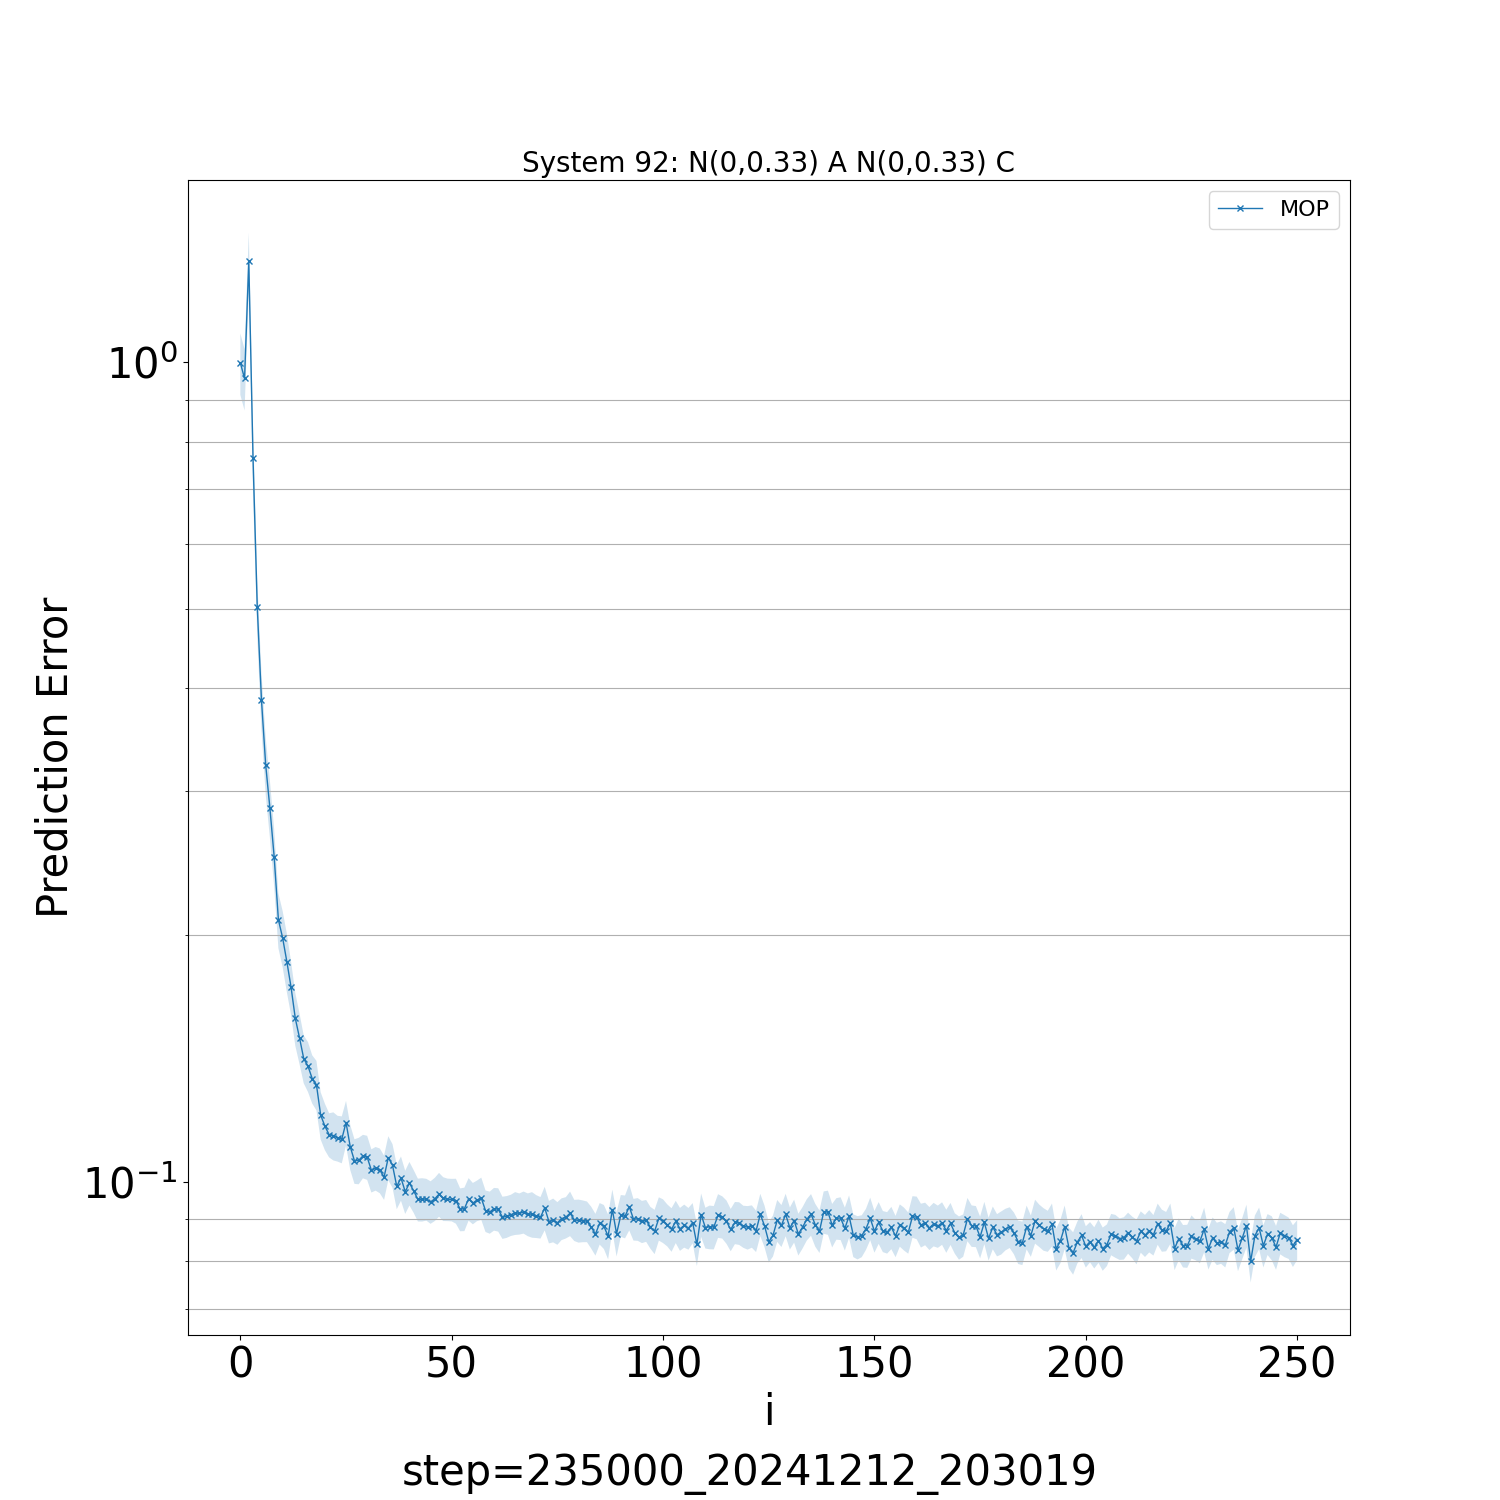 System 92: N(0,0.33) A N(0,0.33) C
MOP
10⁰
10⁻¹
Prediction Error
0 50 100 150 200 250
i
step=235000_20241212_203019